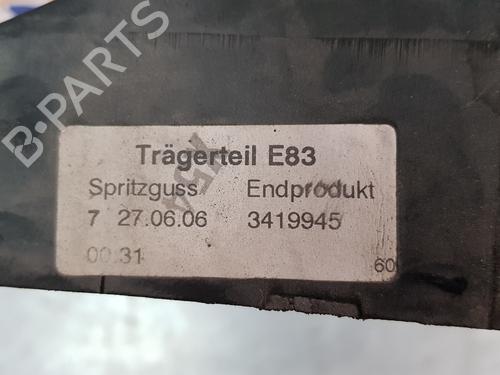 B-PARTS
Trägerteil E83
Spritzguss Endprodukt
7 27.06.06 3419945
00:31
60